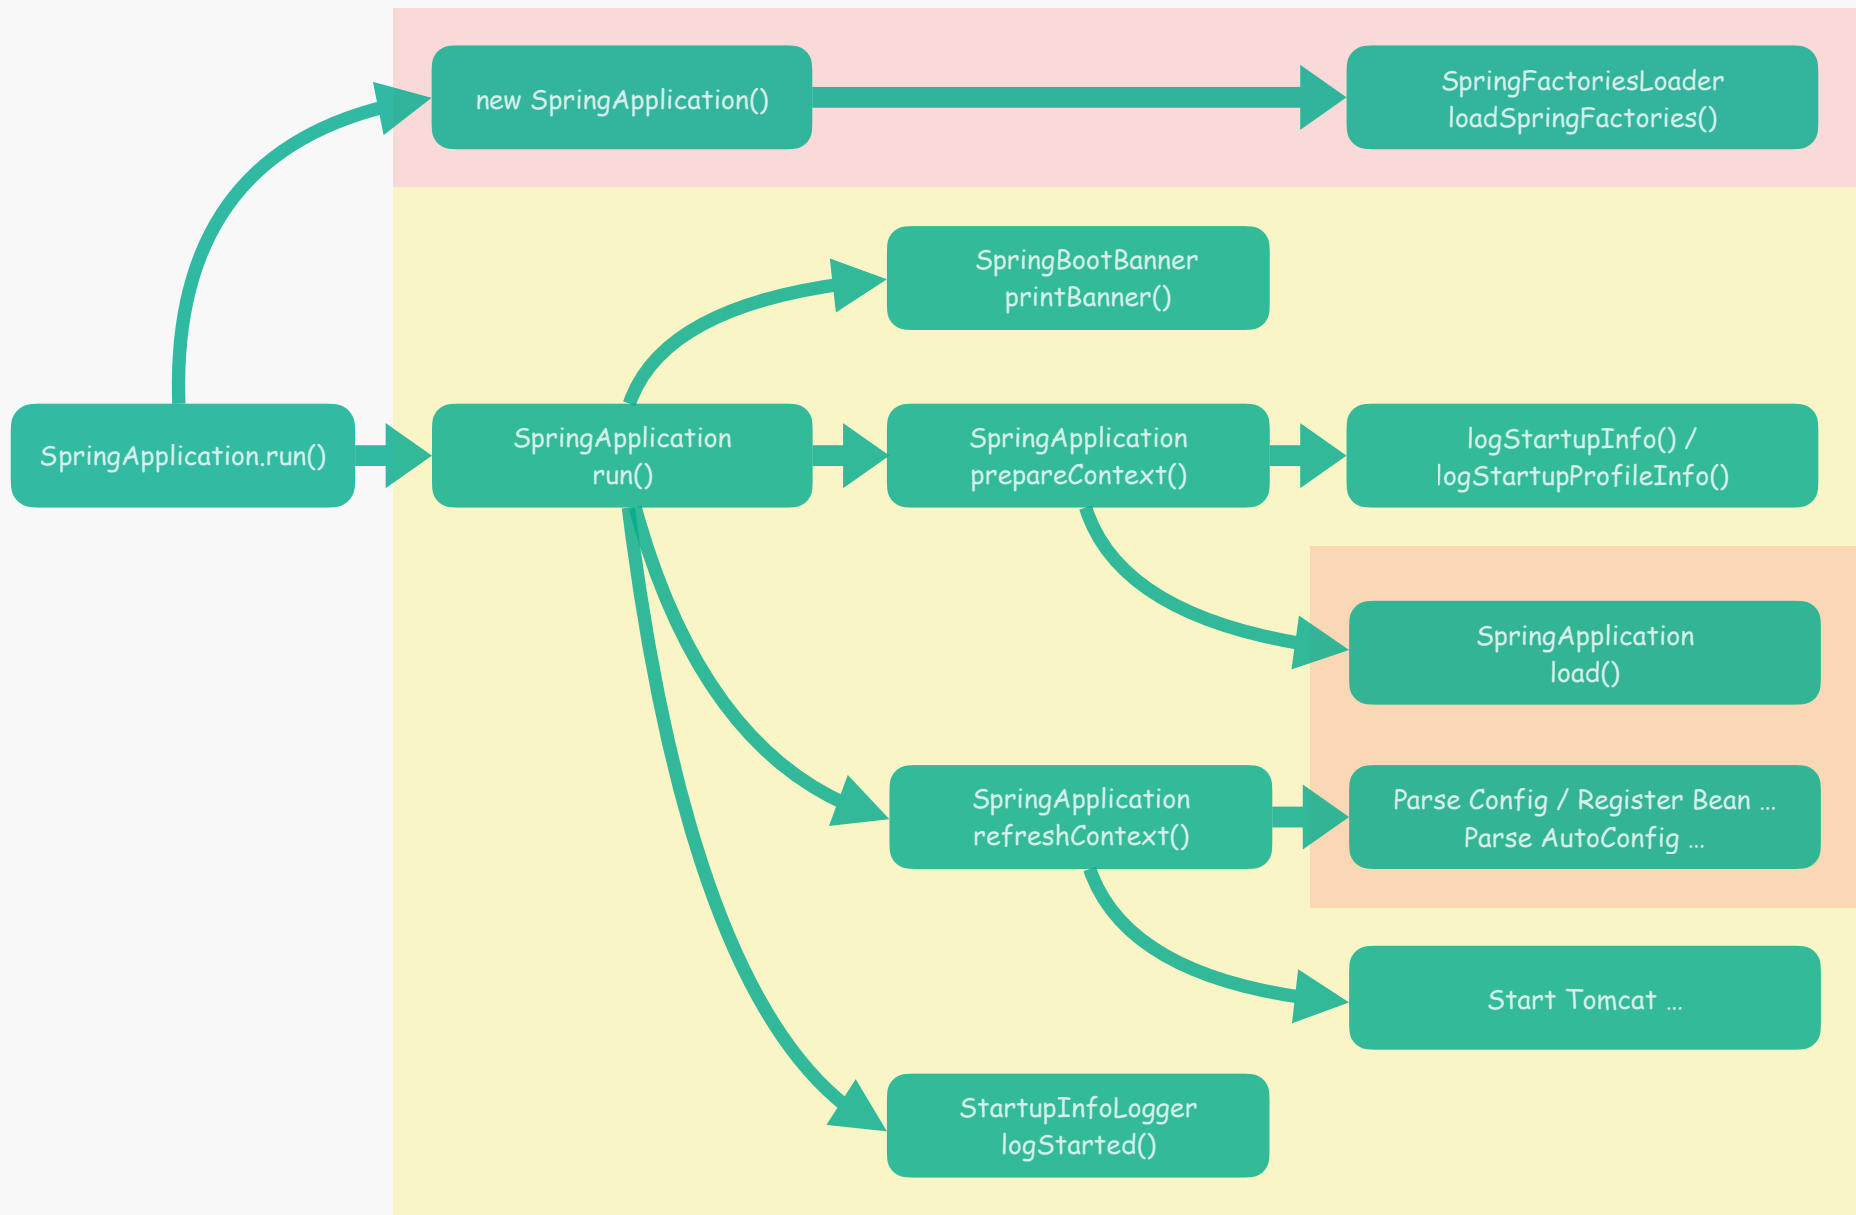 new SpringApplication()
SpringFactoriesLoader
loadSpringFactories()
SpringBootBanner
printBanner()
SpringApplication.run()
SpringApplication
run()
SpringApplication
prepareContext()
logStartupInfo() /
logStartupProfileInfo()
SpringApplication
load()
SpringApplication
refreshContext()
Parse Config / Register Bean ...
Parse AutoConfig ...
Start Tomcat ...
StartupInfoLogger
logStarted()